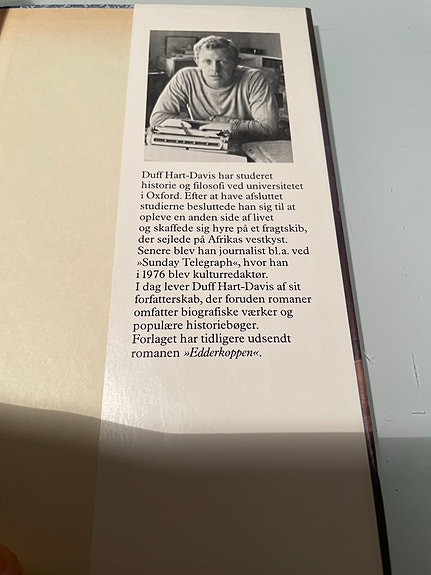 Duff Hart-Davis har studeret
historie og filosofi ved universitetet
i Oxford. Efter at have afsluttet
studierne besluttede han sig til at
opleve en anden side af livet
og skaffede sig hyre på et fragtskib,
der sejlede på Afrikas vestkyst.
Senere blev han journalist bl.a. ved
»Sunday Telegraph«, hvor han
i 1976 blev kulturredaktør.
I dag lever Duff Hart-Davis af sit
forfatterskab, der foruden romaner
omfatter biografiske værker og
populære historiebøger.
Forlaget har tidligere udsendt
romanen »Edderkoppen«.